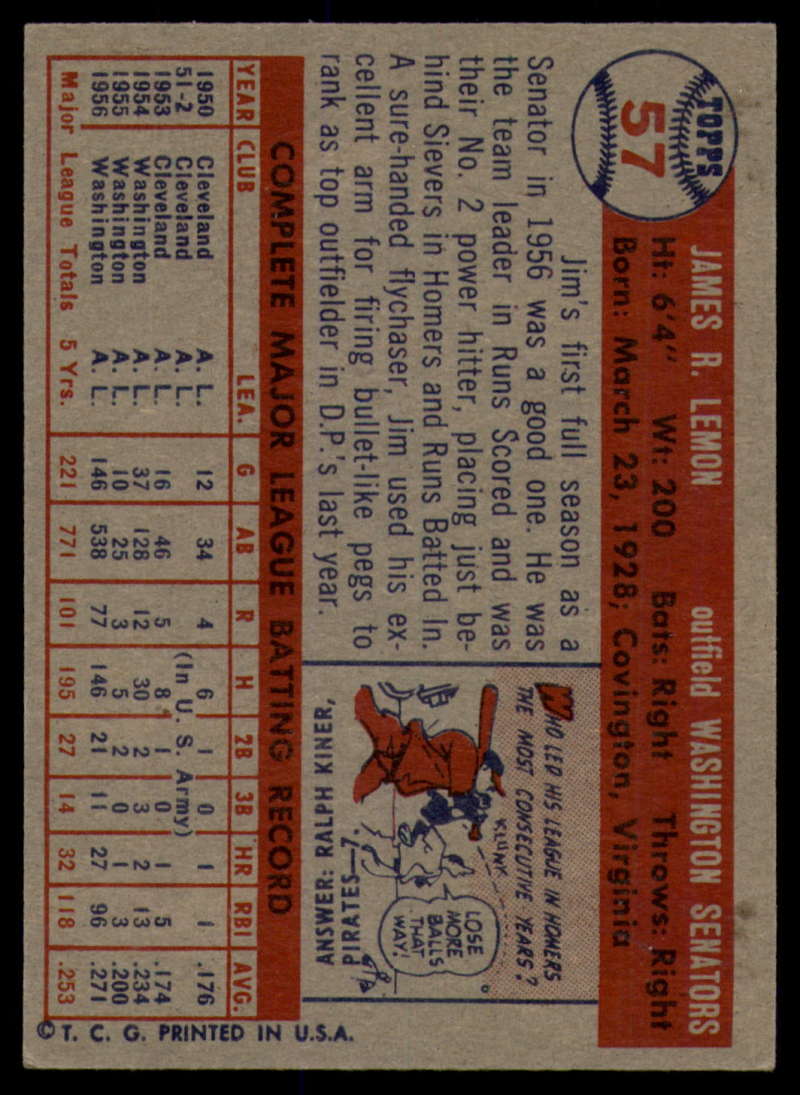 TOPPS
57
JAMES R. LEMON outfield WASHINGTON SENATORS
Ht: 6'4" Wt: 200 Bats: Right Throws: Right
Born: March 23, 1928; Covington, Virginia
Jim's first full season as a
Senator in 1956 was a good one. He was
the team leader in Runs Scored and was
their No. 2 power hitter, placing just be-
hind Sievers in Homers and Runs Batted In.
A sure-handed flychaser, Jim used his ex-
cellent arm for firing bullet-like pegs to
rank as top outfielder in D.P.'s last year.
WHO LED HIS LEAGUE IN HOMERS
THE MOST CONSECUTIVE YEARS?
KLUNK
LOSE
MORE
BALLS
THAT
WAY!
ANSWER: RALPH KINER,
PIRATES—7.
COMPLETE MAJOR LEAGUE BATTING RECORD
YEAR CLUB LEA. G AB R H 2B 3B HR RBI AVG.
1950 Cleveland A. L. 12 34 4 6 1 0 1 1 .176
51-2 Cleveland A. L. (In U. S. Army)
1953 Cleveland A. L. 16 46 5 8 1 0 1 5 .174
1954 Washington A. L. 37 128 12 30 2 3 2 13 .234
1955 Washington A. L. 10 25 3 5 2 0 1 3 .200
1956 Washington A. L. 146 538 77 146 21 11 27 96 .271
Major League Totals 5 Yrs. 221 771 101 195 27 14 32 118 .253
© T. C. G. PRINTED IN U.S.A.